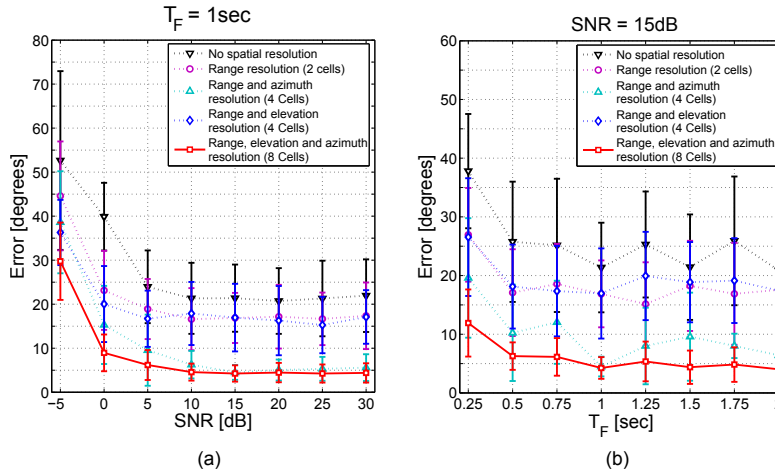 T_F = 1sec
80
70
60
50
40
30
20
10
0
Error [degrees]
No spatial resolution
Range resolution (2 cells)
Range and azimuth
resolution (4 Cells)
Range and elevation
resolution (4 Cells)
Range, elevation and azimuth
resolution (8 Cells)
−5 0 5 10 15 20 25 30
SNR [dB]
(a)
SNR = 15dB
60
50
40
30
20
10
0
Error [degrees]
No spatial resolution
Range resolution (2 cells)
Range and azimuth
resolution (4 Cells)
Range and elevation
resolution (4 Cells)
Range, elevation and azimuth
resolution (8 Cells)
0.25 0.5 0.75 1 1.25 1.5 1.75
T_F [sec]
(b)